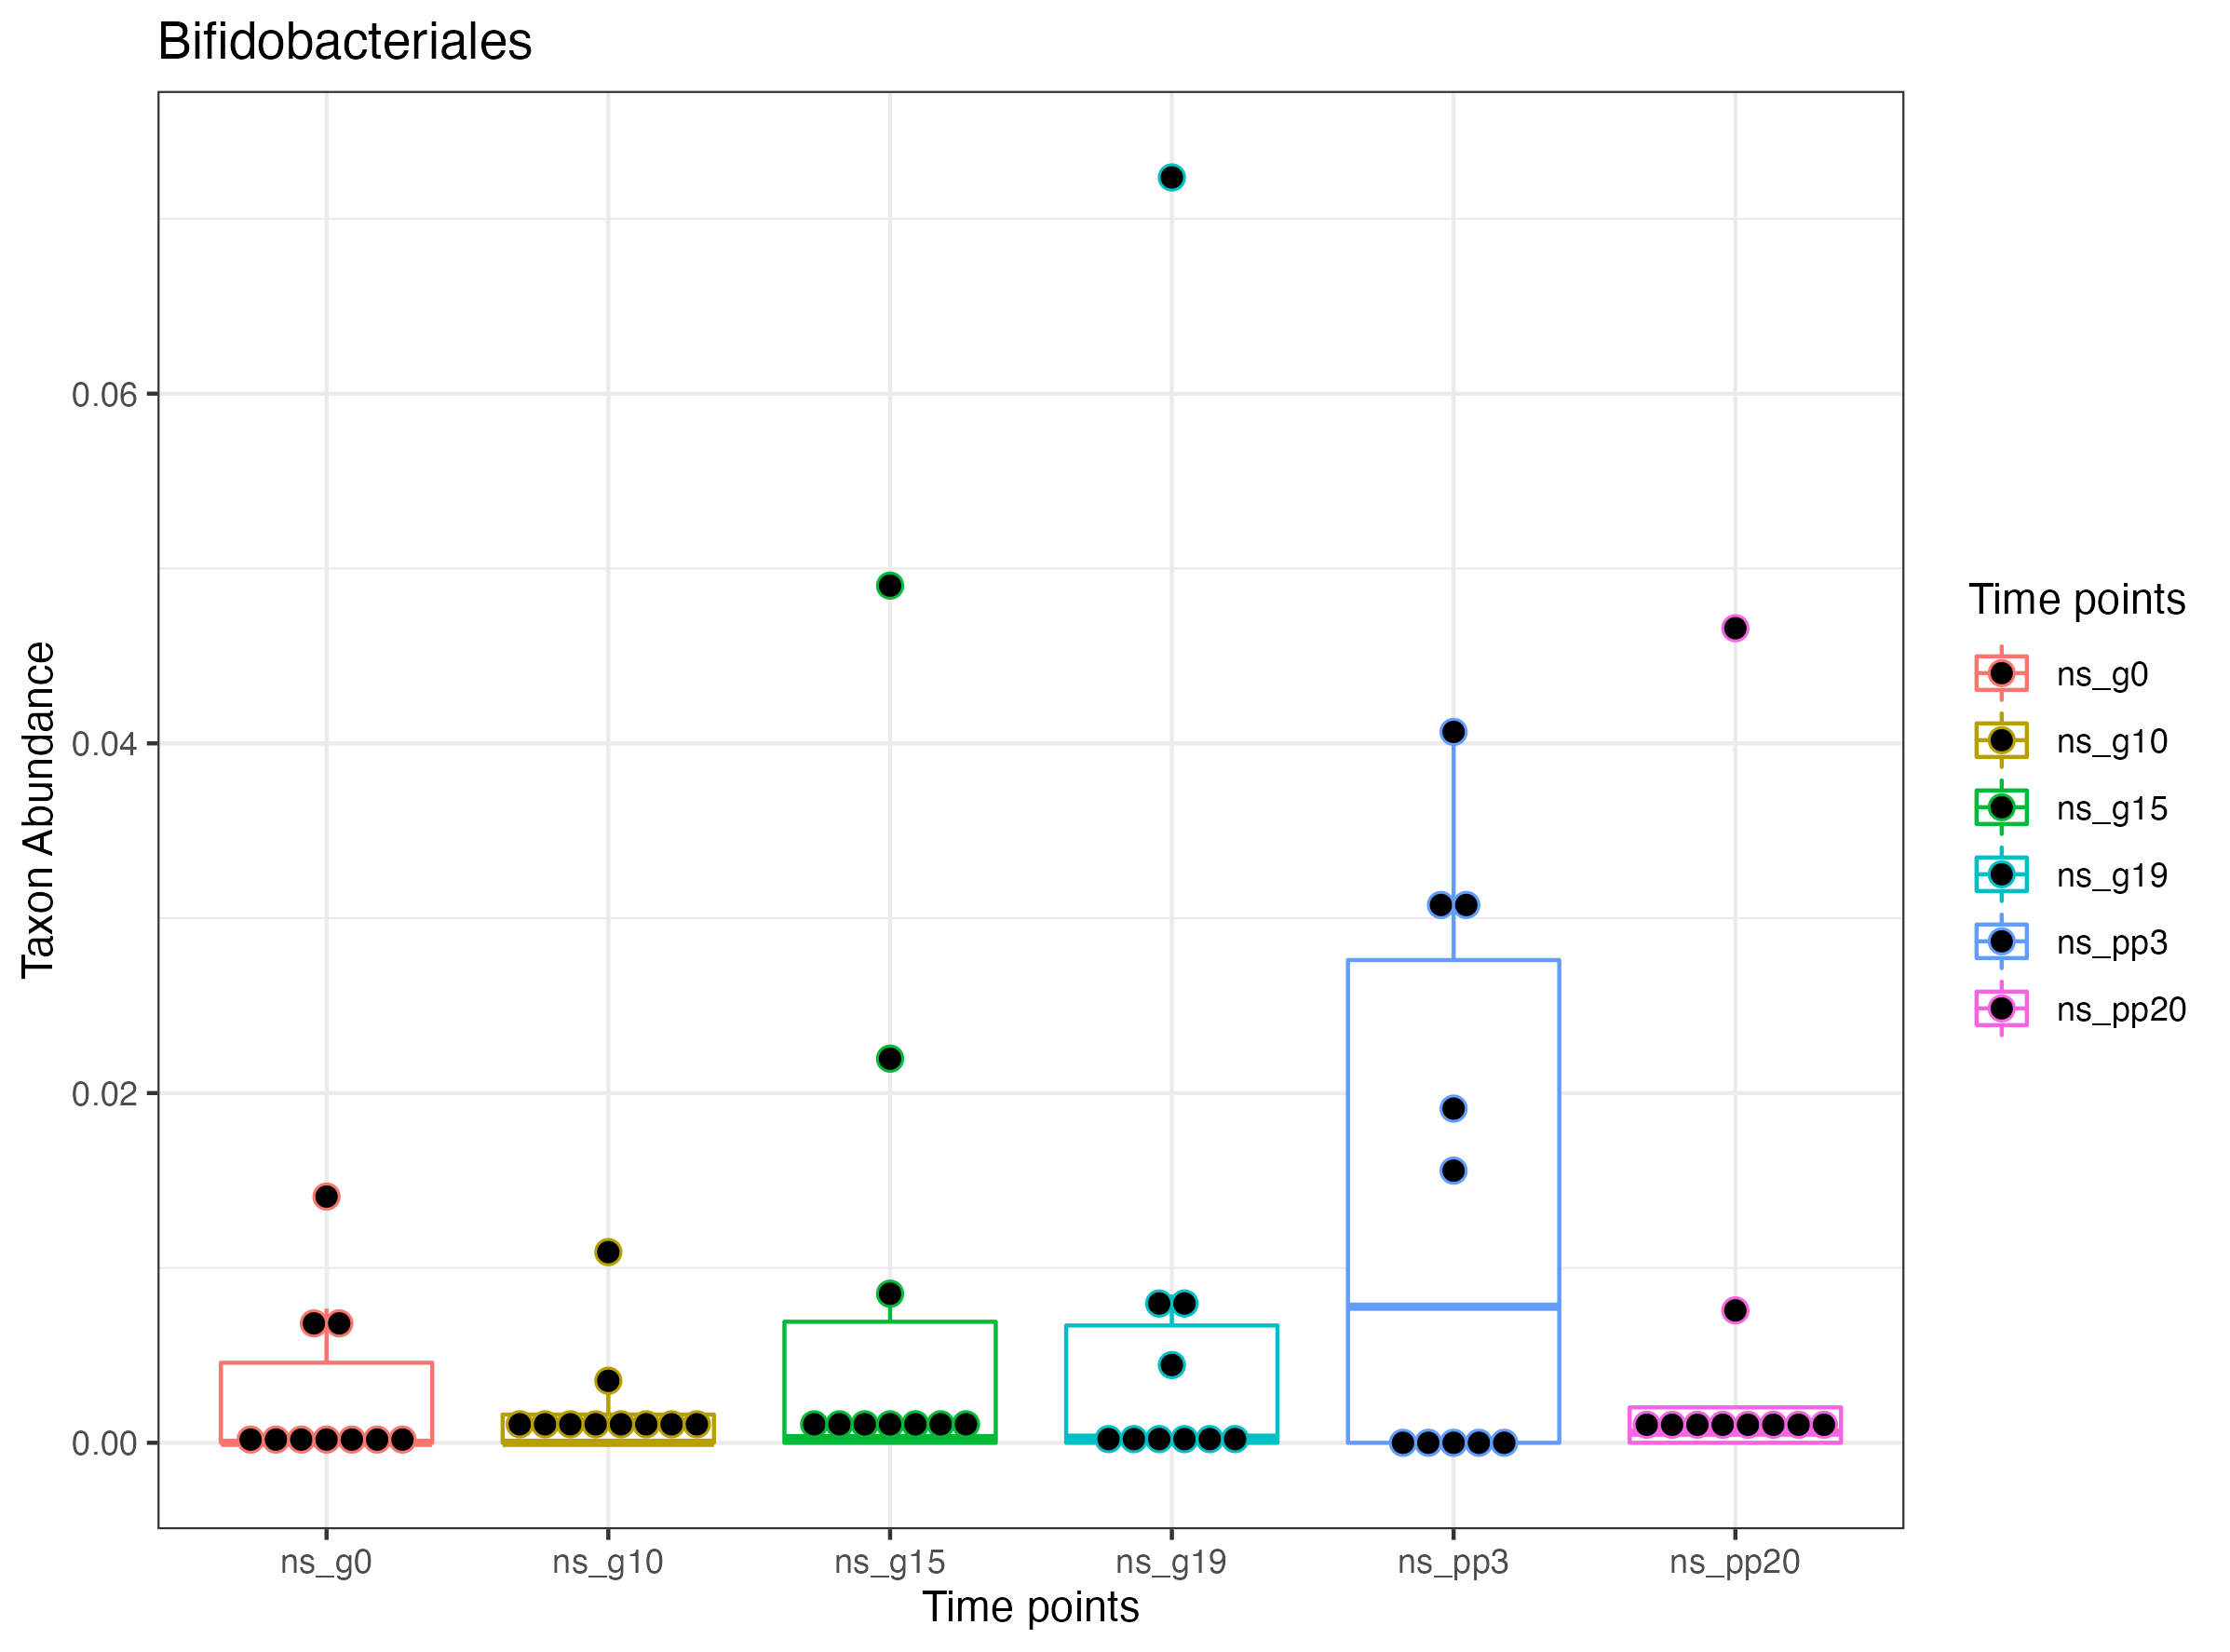 Bifidobacteriales
Taxon Abundance
0.06
0.04
0.02
0.00
ns_g0 ns_g10 ns_g15 ns_g19 ns_pp3 ns_pp20
Time points
Time points
ns_g0
ns_g10
ns_g15
ns_g19
ns_pp3
ns_pp20